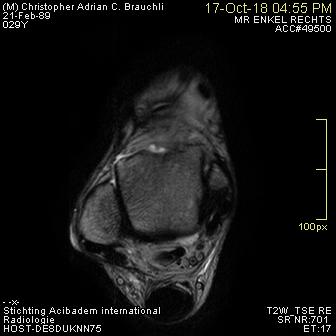 (M) Christopher Adrian C. Brauchli
21-Feb-89
029Y
17-Oct-18 04:55 PM
MR ENKEL RECHTS
ACC#49500
100px
--x-
Stichting Acibadem international
Radiologie
HOST-DE8DUKNN75
T2W_TSE RE
SR NR:701
ET:17